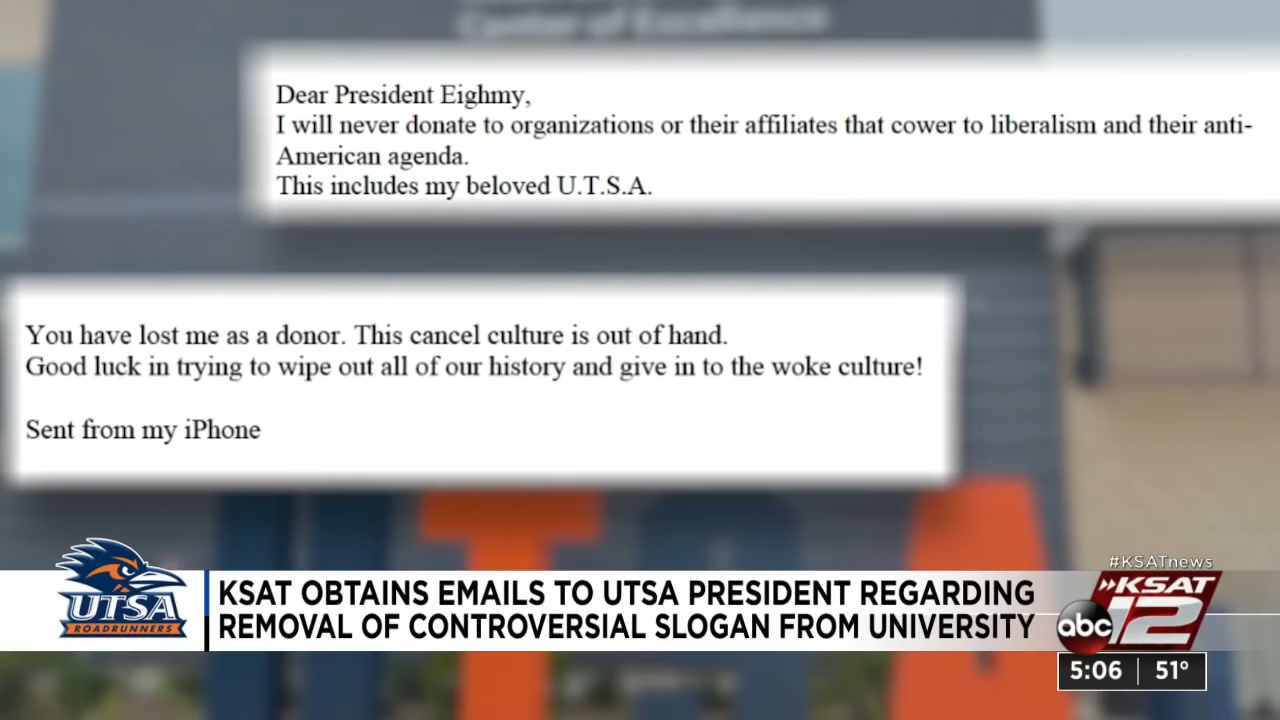 Center of Excellence
Dear President Eighmy,
I will never donate to organizations or their affiliates that cower to liberalism and their anti-
American agenda.
This includes my beloved U.T.S.A.
You have lost me as a donor. This cancel culture is out of hand.
Good luck in trying to wipe out all of our history and give in to the woke culture!
Sent from my iPhone
#KSATnews
UTSA
ROADRUNNERS
KSAT OBTAINS EMAILS TO UTSA PRESIDENT REGARDING
REMOVAL OF CONTROVERSIAL SLOGAN FROM UNIVERSITY
KSAT
abc 12
5:06 51°